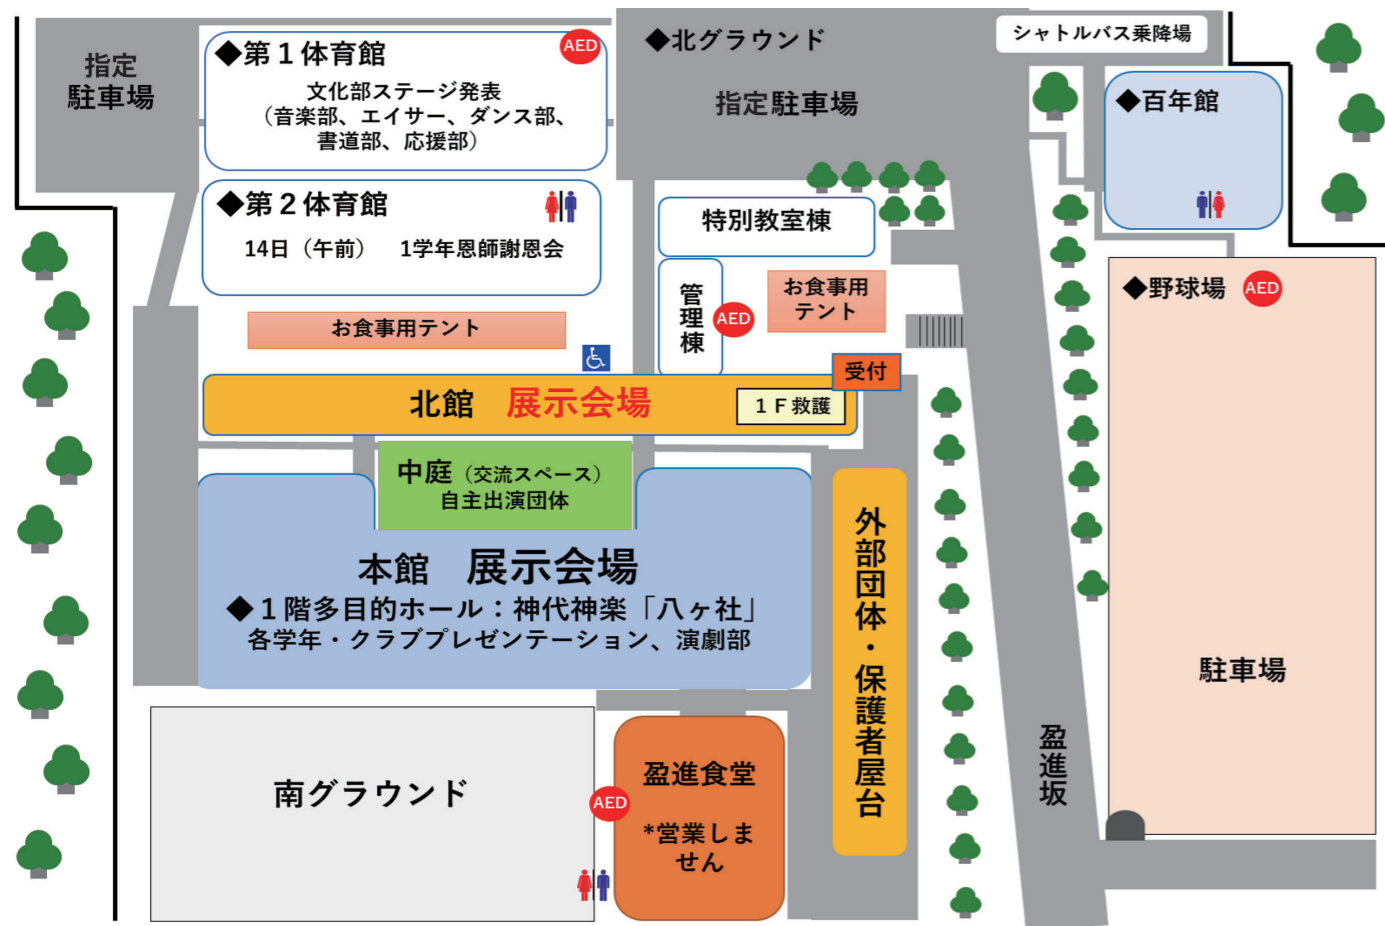 指定
駐車場
◆第１体育館
AED
文化部ステージ発表
（音楽部、エイサー、ダンス部、
書道部、応援部）
◆北グラウンド
指定駐車場
シャトルバス乗降場
◆百年館
◆第２体育館
14日（午前）　1学年恩師謝恩会
特別教室棟
管理棟
AED
お食事用
テント
◆野球場
AED
お食事用テント
受付
北館　展示会場
１Ｆ救護
中庭（交流スペース）
自主出演団体
本館　展示会場
◆１階多目的ホール：神代神楽「八ヶ社」
各学年・クラブプレゼンテーション、演劇部
外部団体・保護者屋台
駐車場
盈進坂
南グラウンド
AED
盈進食堂
*営業しま
せん